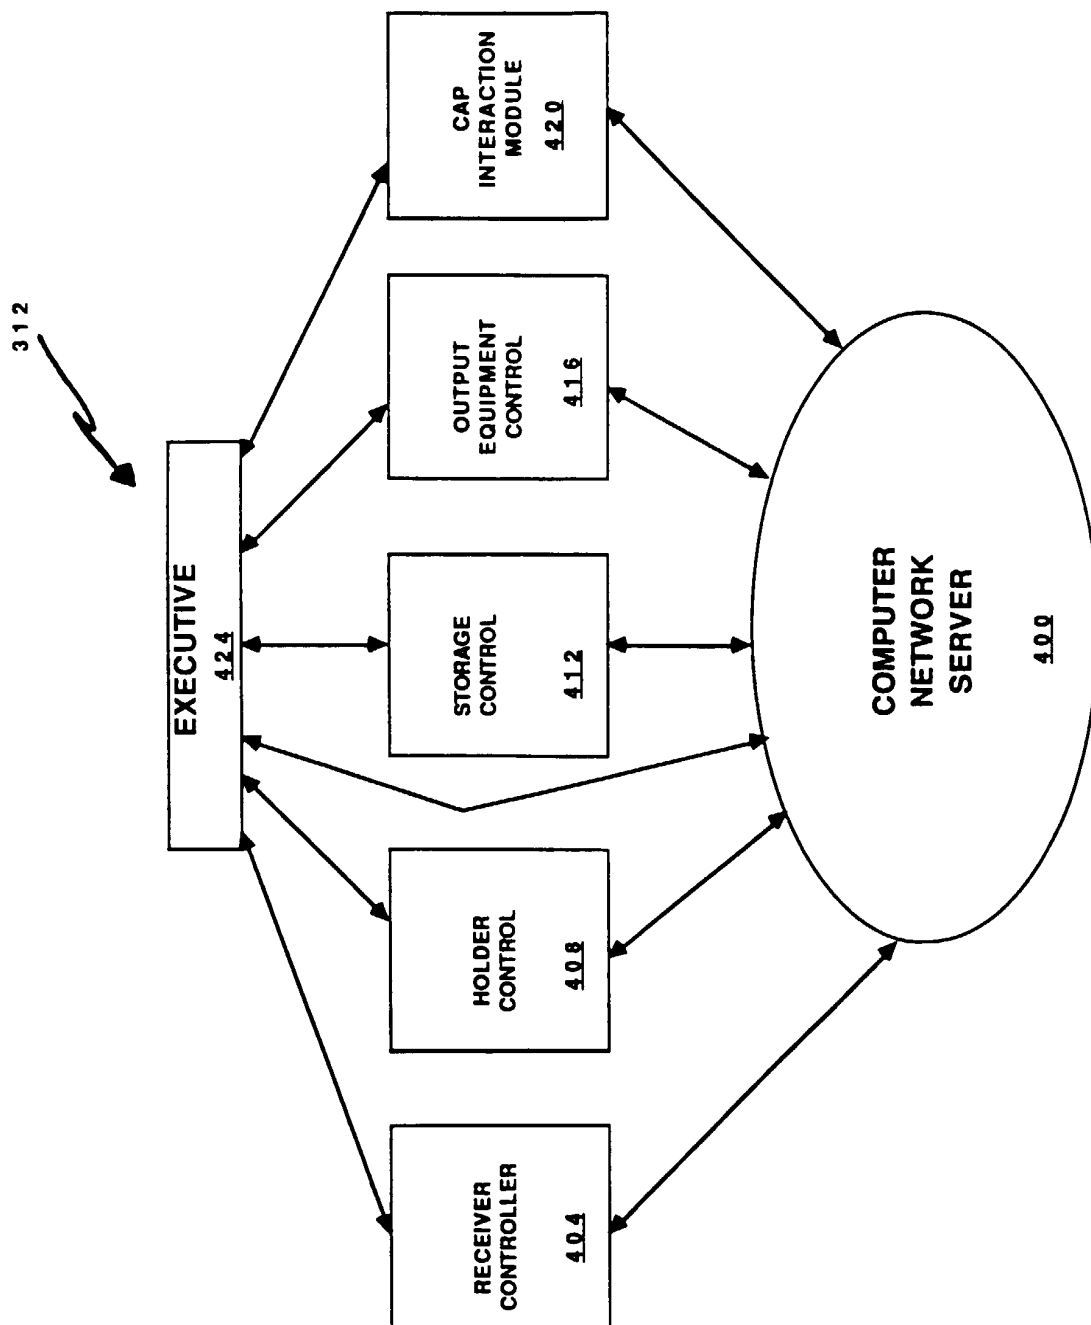 312
EXECUTIVE
424
RECEIVER
CONTROLLER
404
HOLDER
CONTROL
408
STORAGE
CONTROL
412
OUTPUT
EQUIPMENT
CONTROL
416
CAP
INTERACTION
MODULE
420
COMPUTER
NETWORK
SERVER
400